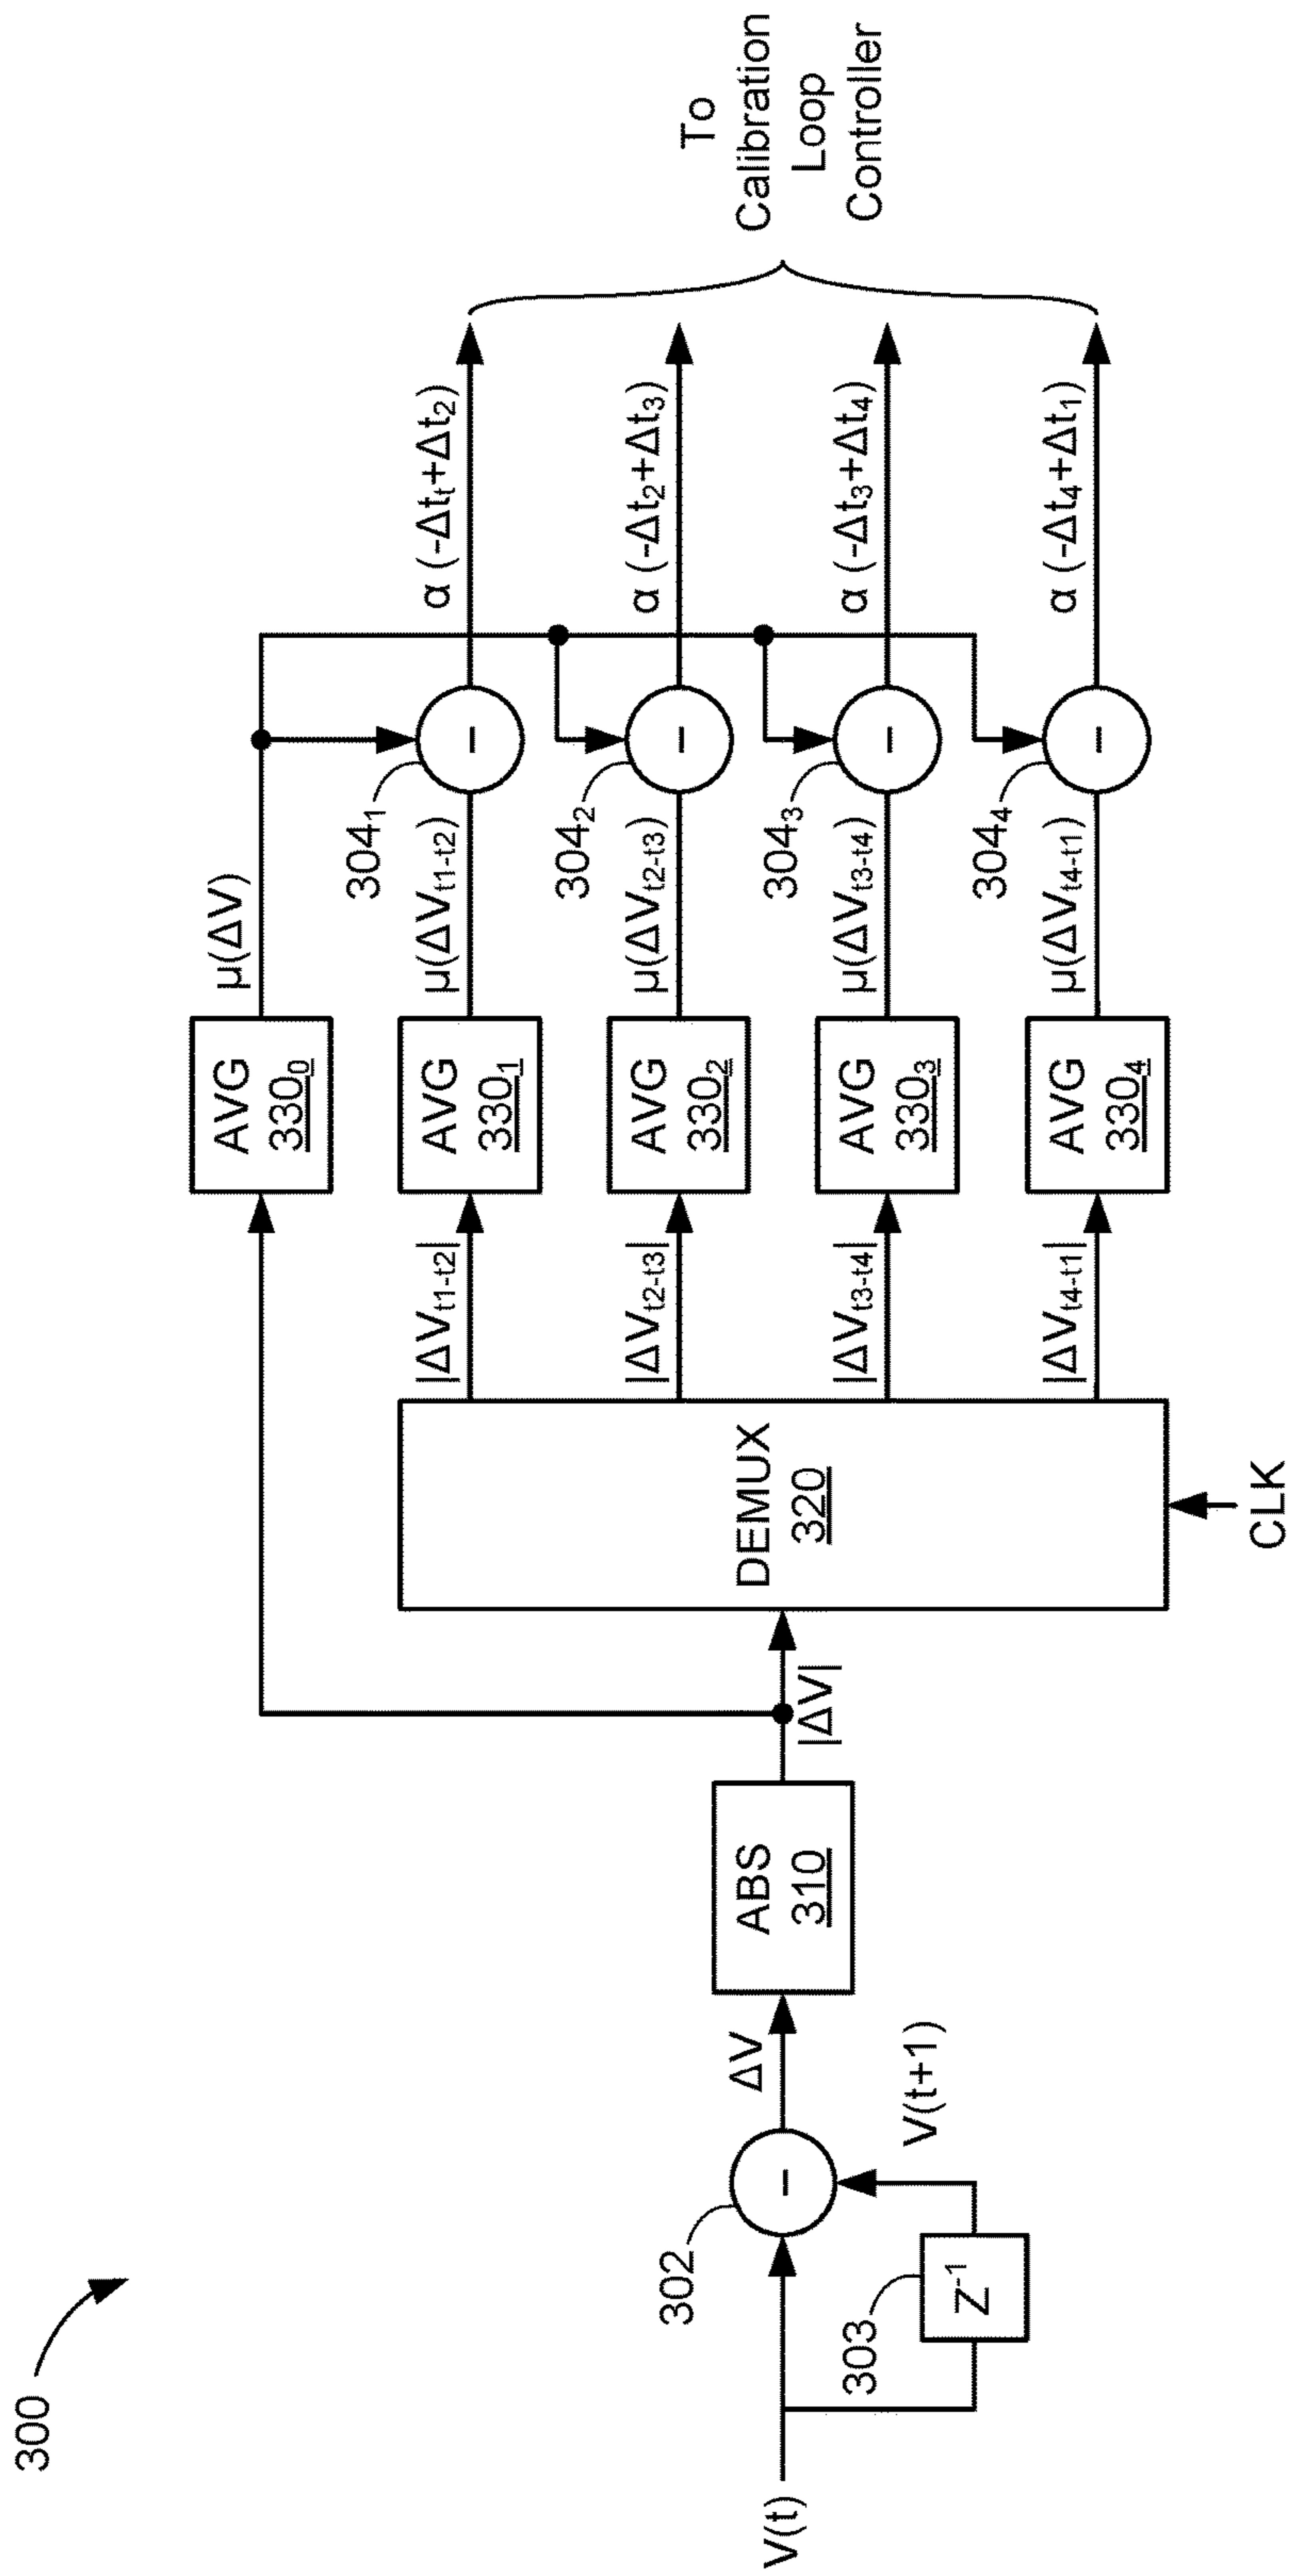 300
V(t)
302
303
Z⁻¹
V(t+1)
ΔV
ABS
310
|ΔV|
DEMUX
320
CLK
|ΔVt1-t2|
|ΔVt2-t3|
|ΔVt3-t4|
|ΔVt4-t1|
AVG
330₀
AVG
330₁
AVG
330₂
AVG
330₃
AVG
330₄
μ(ΔV)
μ(ΔVt1-t2)
μ(ΔVt2-t3)
μ(ΔVt3-t4)
μ(ΔVt4-t1)
304₁
304₂
304₃
304₄
−
−
−
−
−
α (-Δtt+Δt₂)
α (-Δt₂+Δt₃)
α (-Δt₃+Δt₄)
α (-Δt₄+Δt₁)
To
Calibration
Loop
Controller